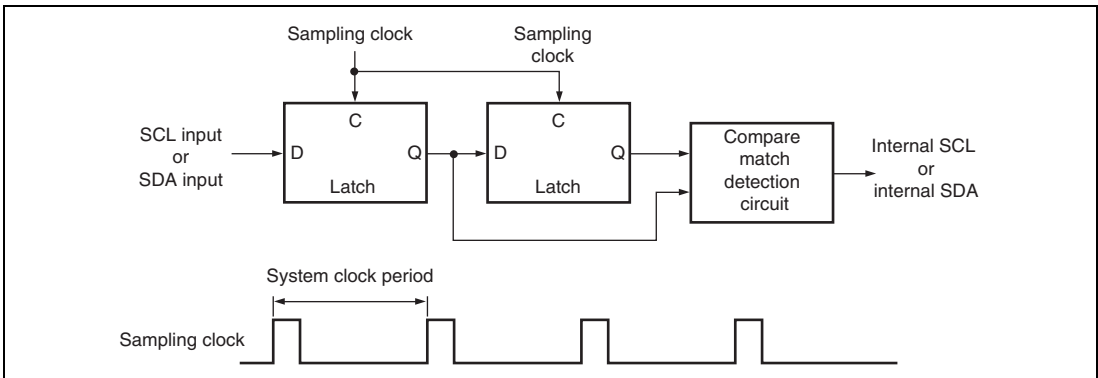 Sampling clock
Sampling
clock
SCL input
or
SDA input
C
D
Q
Latch
C
D
Q
Latch
Compare
match
detection
circuit
Internal SCL
or
internal SDA
System clock period
Sampling clock